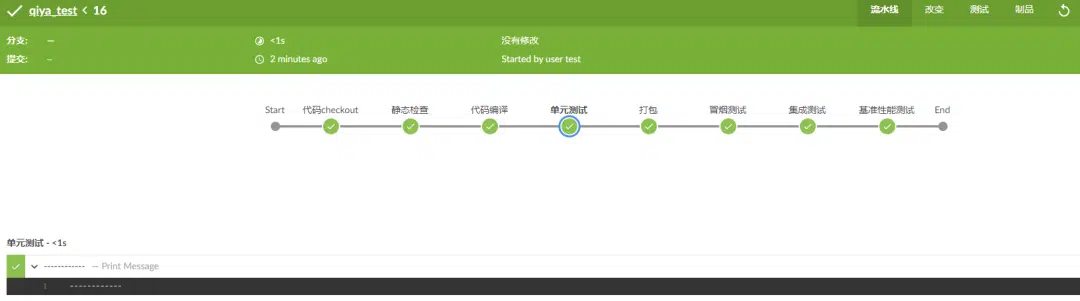 qiya_test < 16
流水线 改变 测试 制品
分支: —
<1s
没有修改
提交: –
2 minutes ago
Started by user test
Start 代码checkout 静态检查 代码编译 单元测试 打包 冒烟测试 集成测试 基准性能测试 End
单元测试 - <1s
------------ — Print Message
1 ------------